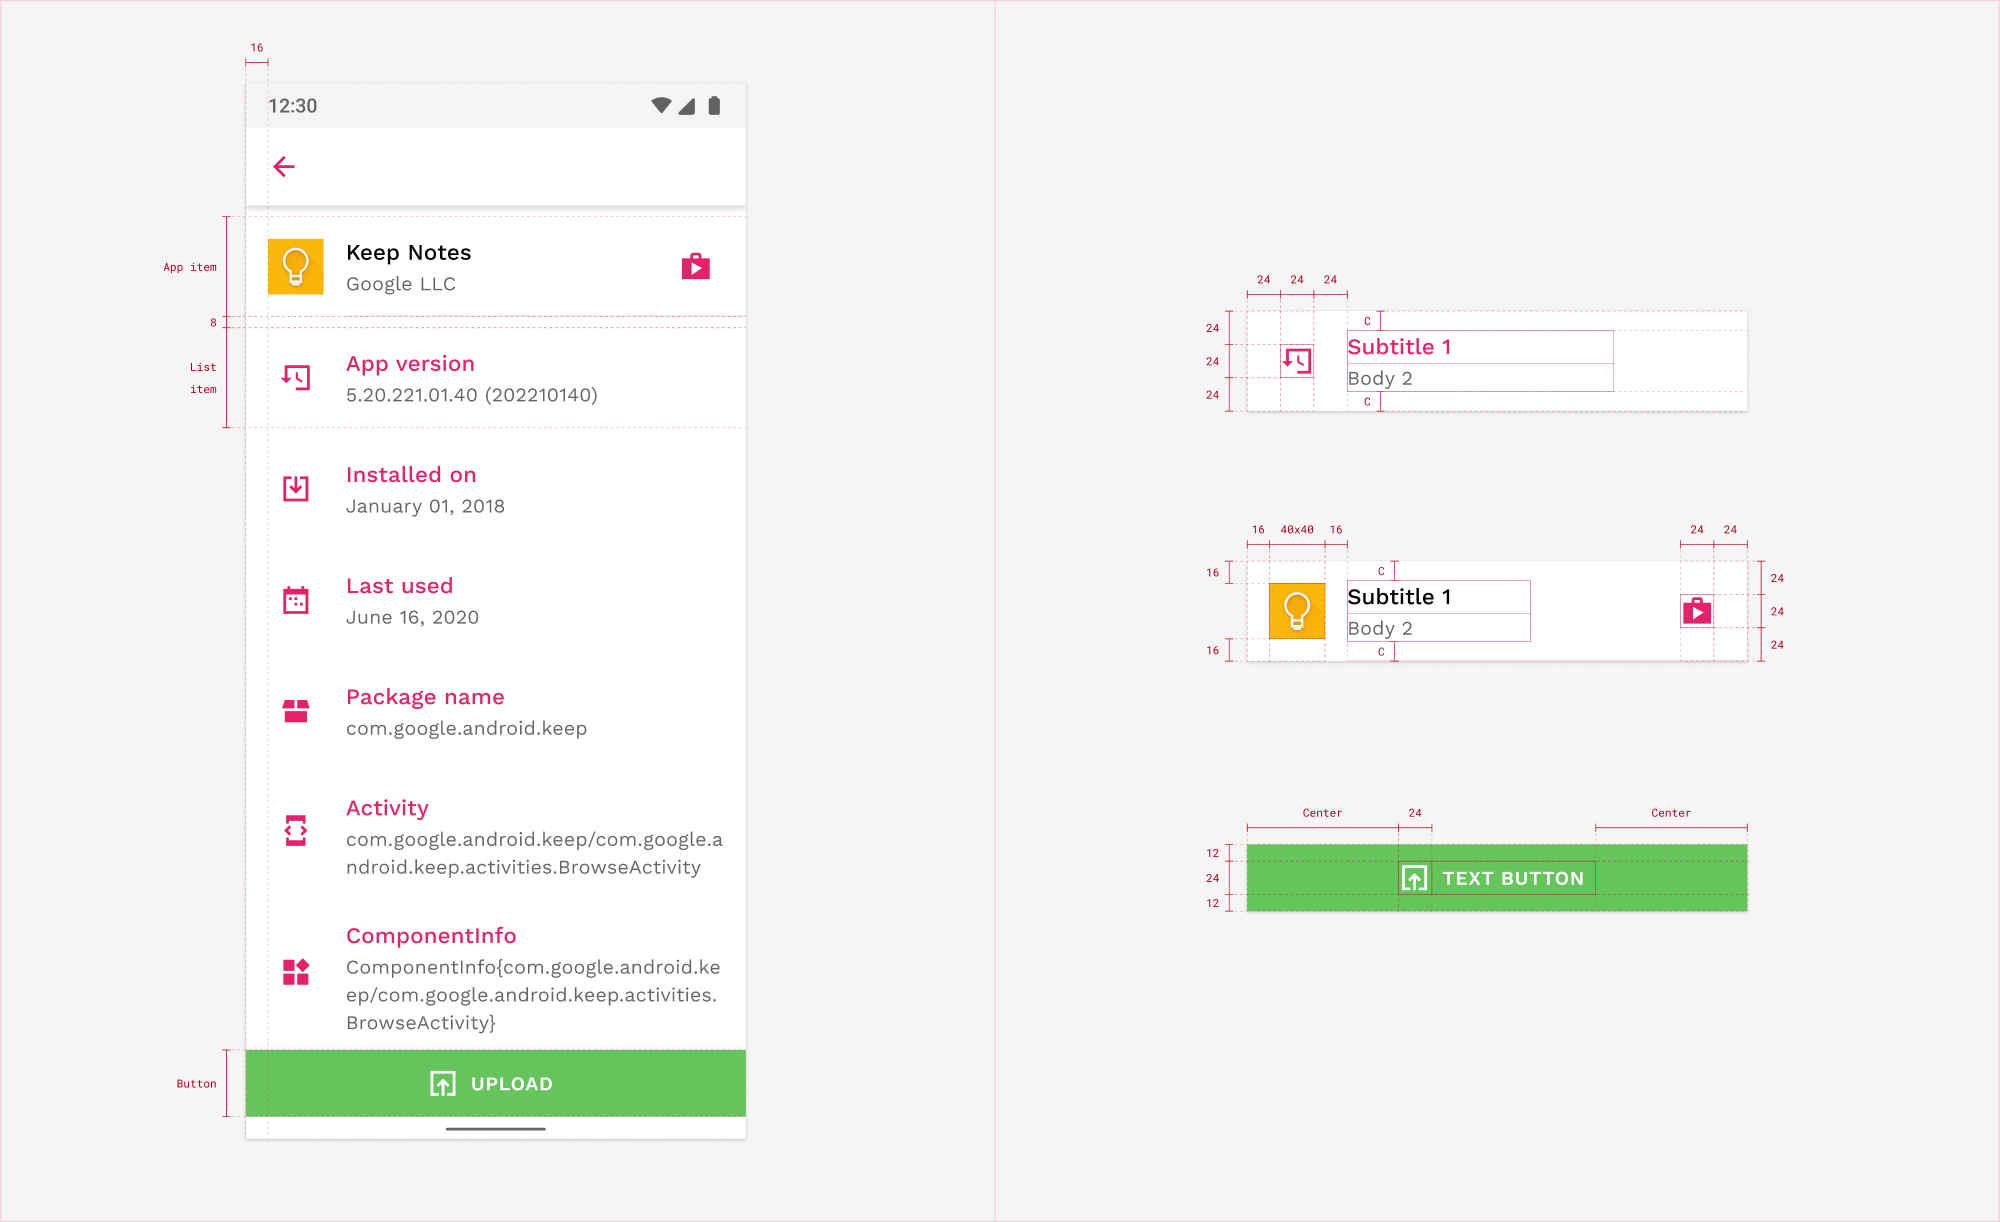 16
12:30
App item
Keep Notes
Google LLC
8
List
item
App version
5.20.221.01.40 (202210140)
Installed on
January 01, 2018
Last used
June 16, 2020
Package name
com.google.android.keep
Activity
com.google.android.keep/com.google.a
ndroid.keep.activities.BrowseActivity
ComponentInfo
ComponentInfo{com.google.android.ke
ep/com.google.android.keep.activities.
BrowseActivity}
Button
UPLOAD
24 24 24
24
24
24
C
Subtitle 1
Body 2
C
16 40x40 16
24 24
16
16
C
Subtitle 1
Body 2
C
24
24
24
Center 24 Center
12
24
12
TEXT BUTTON